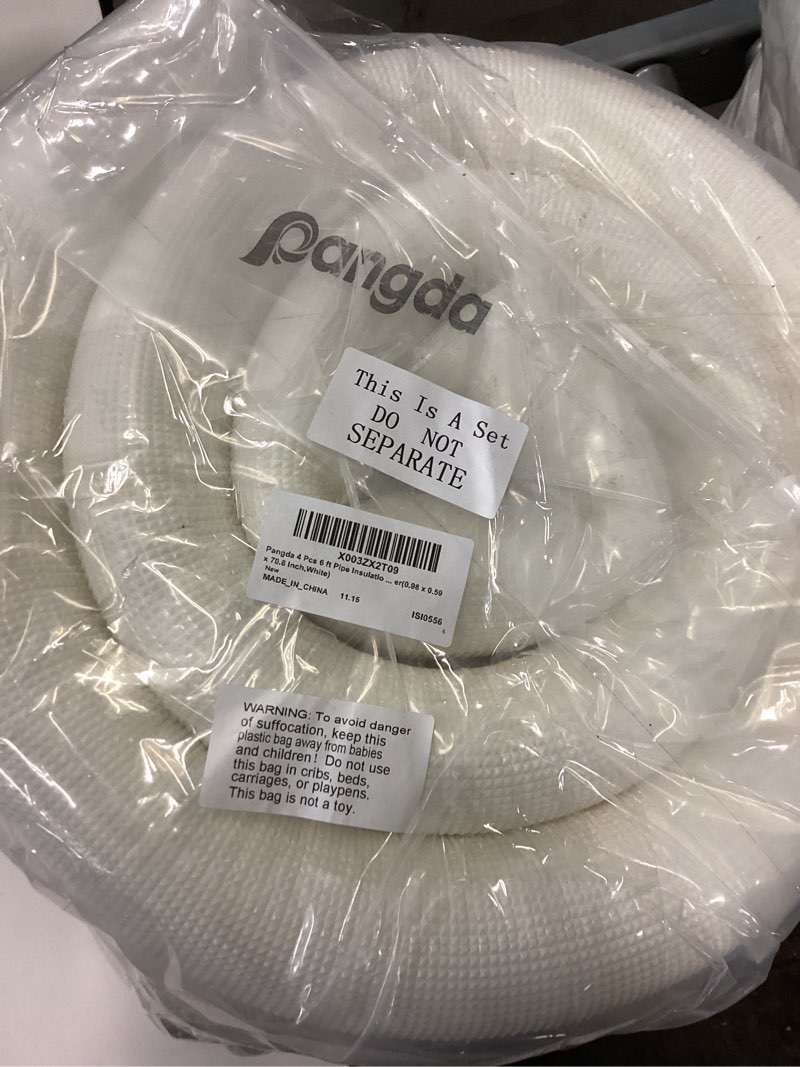 Pangda
This Is A Set
DO NOT
SEPARATE
X003ZX2T09
Pangda 4 Pcs 6 ft Pipe Insulatio ... er(0.98 x 0.59
x 70.8 Inch,White)
New
MADE_IN_CHINA 11.15
ISI0556
6
WARNING: To avoid danger
of suffocation, keep this
plastic bag away from babies
and children! Do not use
this bag in cribs, beds,
carriages, or playpens.
This bag is not a toy.